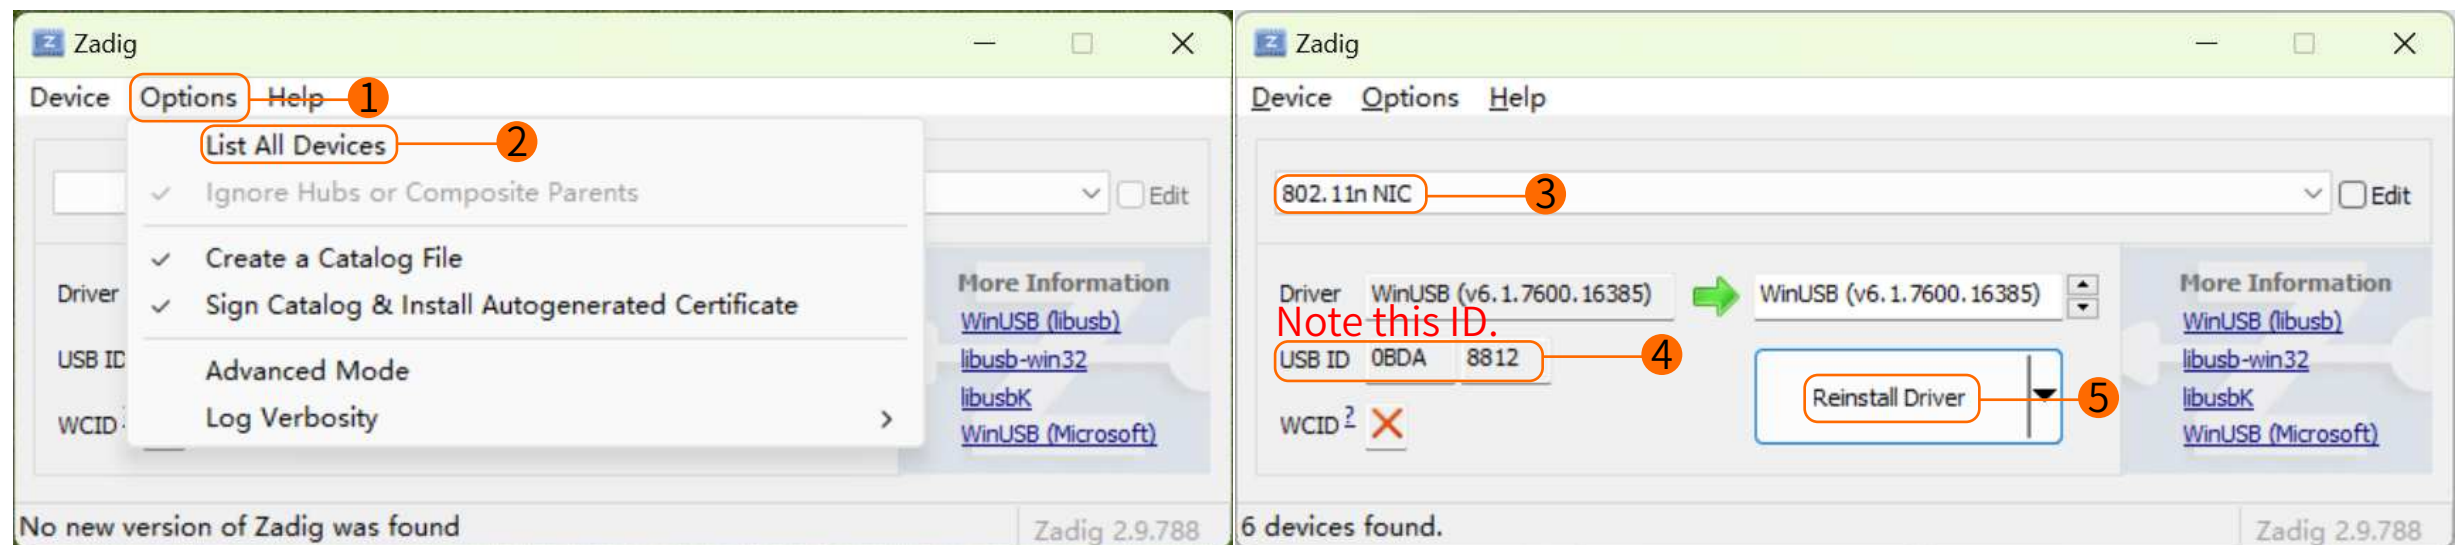 Zadig
Device Options Help 1
List All Devices 2
Ignore Hubs or Composite Parents
Edit
Create a Catalog File
Sign Catalog & Install Autogenerated Certificate
Driver
USB ID
WCID
Advanced Mode
Log Verbosity
More Information
WinUSB (libusb)
libusb-win32
libusbK
WinUSB (Microsoft)
No new version of Zadig was found
Zadig 2.9.788
Zadig
Device Options Help
802.11n NIC 3
Edit
Driver WinUSB (v6.1.7600.16385) WinUSB (v6.1.7600.16385)
Note this ID.
USB ID 0BDA 8812 4
WCID ?
Reinstall Driver 5
More Information
WinUSB (libusb)
libusb-win32
libusbK
WinUSB (Microsoft)
6 devices found.
Zadig 2.9.788